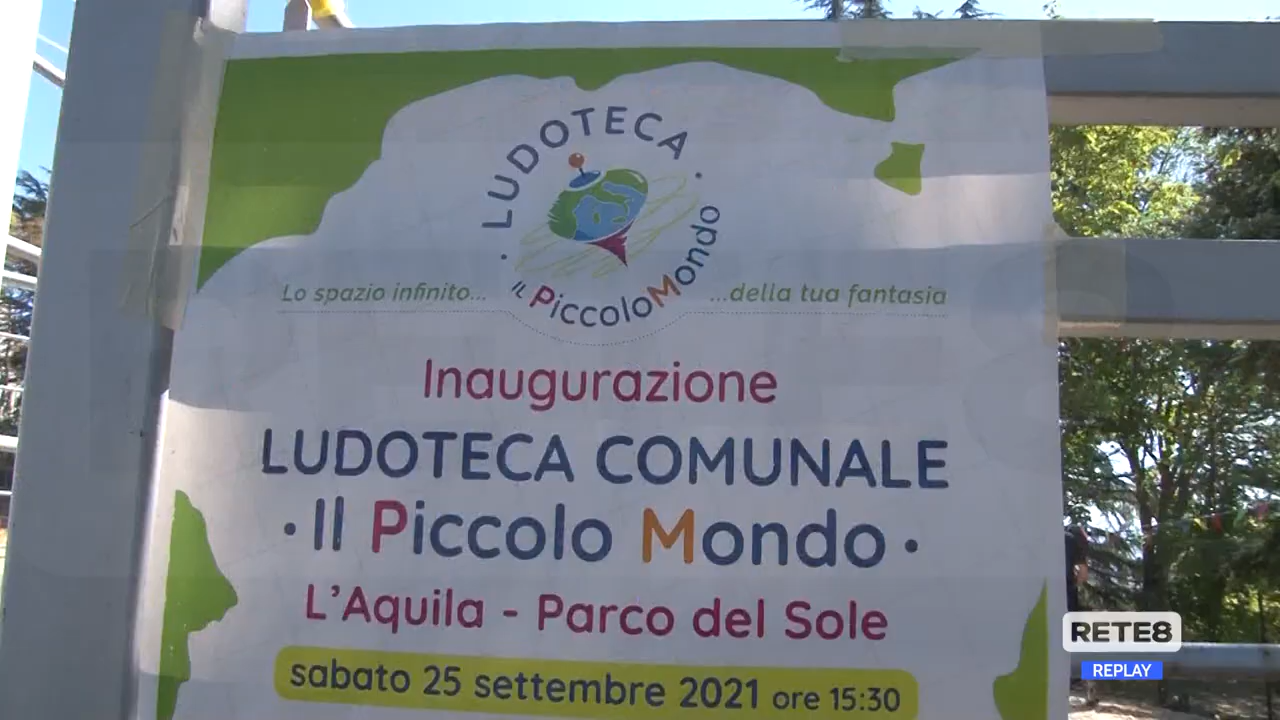 LUDOTECA
IL PiccoloMondo
Lo spazio infinito... ...della tua fantasia
Inaugurazione
LUDOTECA COMUNALE
• Il Piccolo Mondo •
L'Aquila - Parco del Sole
sabato 25 settembre 2021 ore 15:30
RETE8
REPLAY